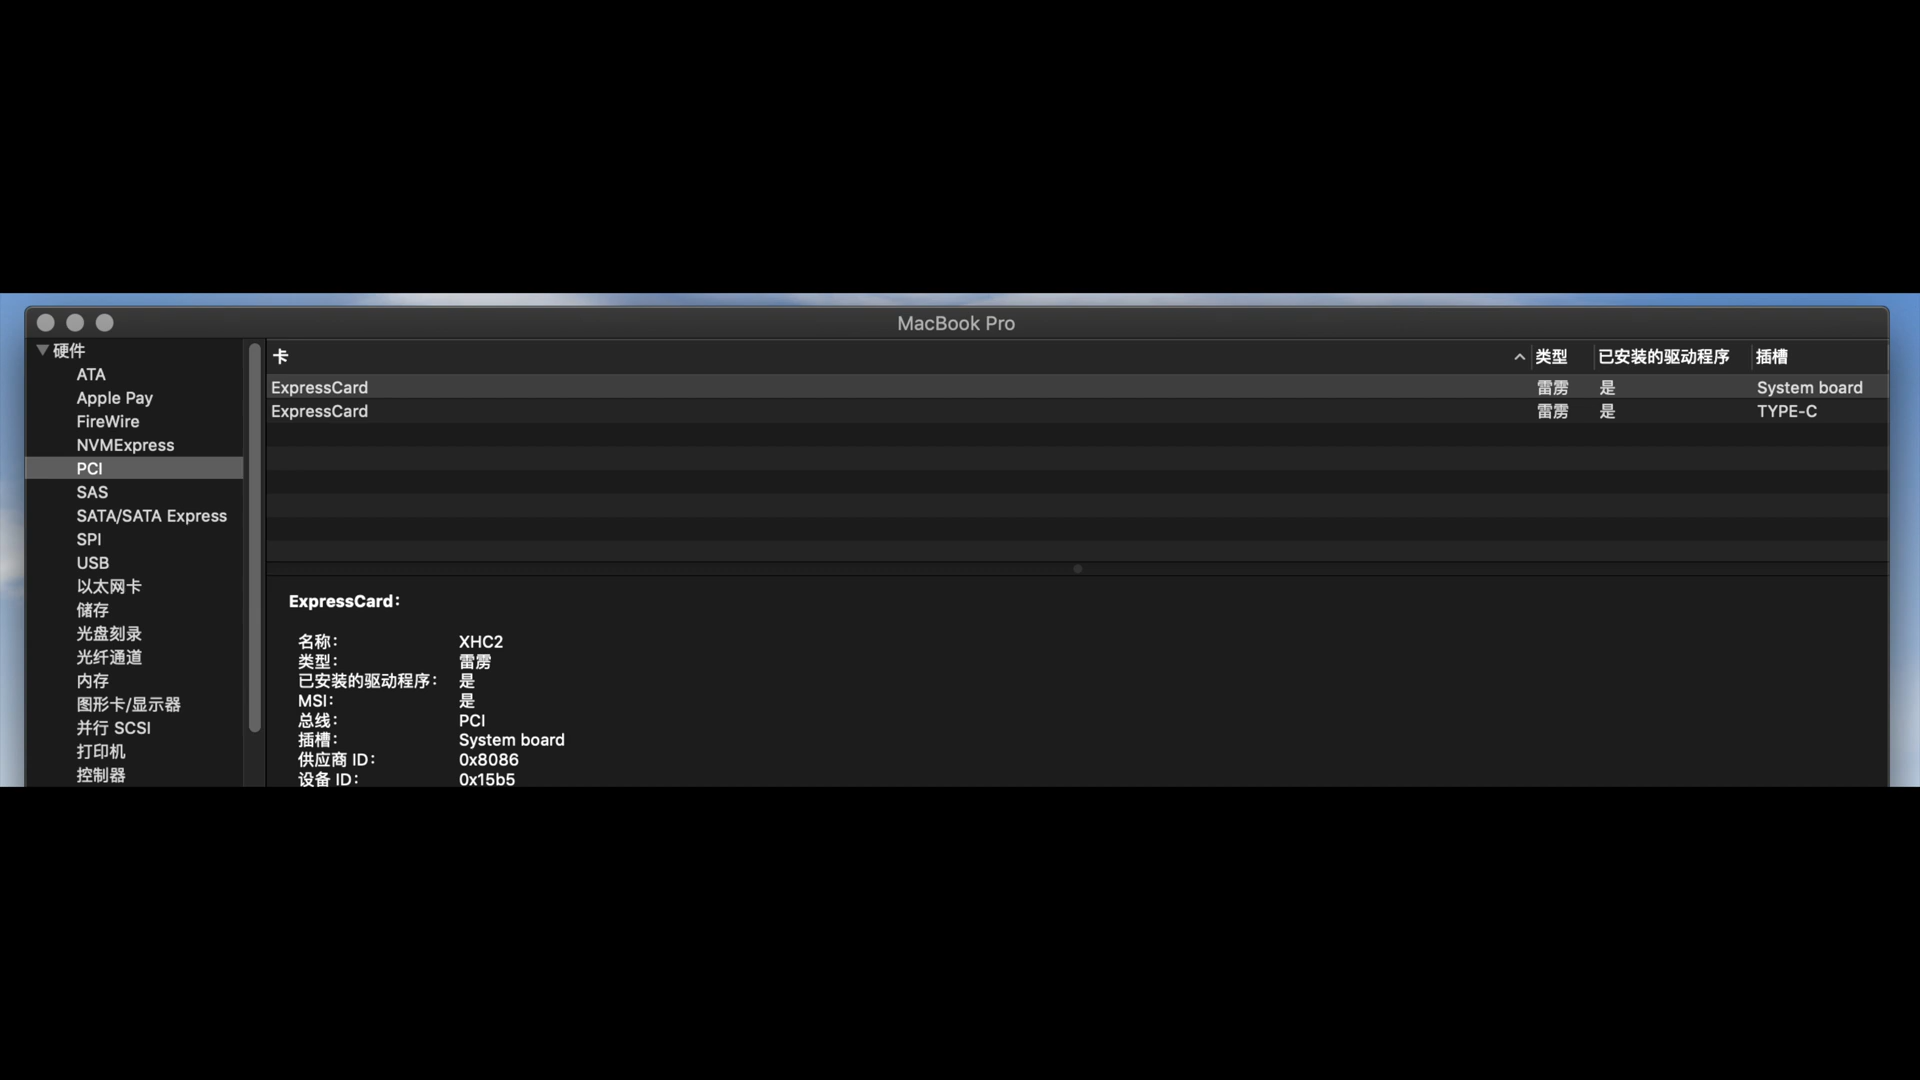 MacBook Pro
硬件
ATA
Apple Pay
FireWire
NVMExpress
PCI
SAS
SATA/SATA Express
SPI
USB
以太网卡
储存
光盘刻录
光纤通道
内存
图形卡/显示器
并行 SCSI
打印机
控制器
卡 类型 已安装的驱动程序 插槽
ExpressCard 雷雳 是 System board
ExpressCard 雷雳 是 TYPE-C
ExpressCard：
名称： XHC2
类型： 雷雳
已安装的驱动程序： 是
MSI： 是
总线： PCI
插槽： System board
供应商 ID： 0x8086
设备 ID： 0x15b5